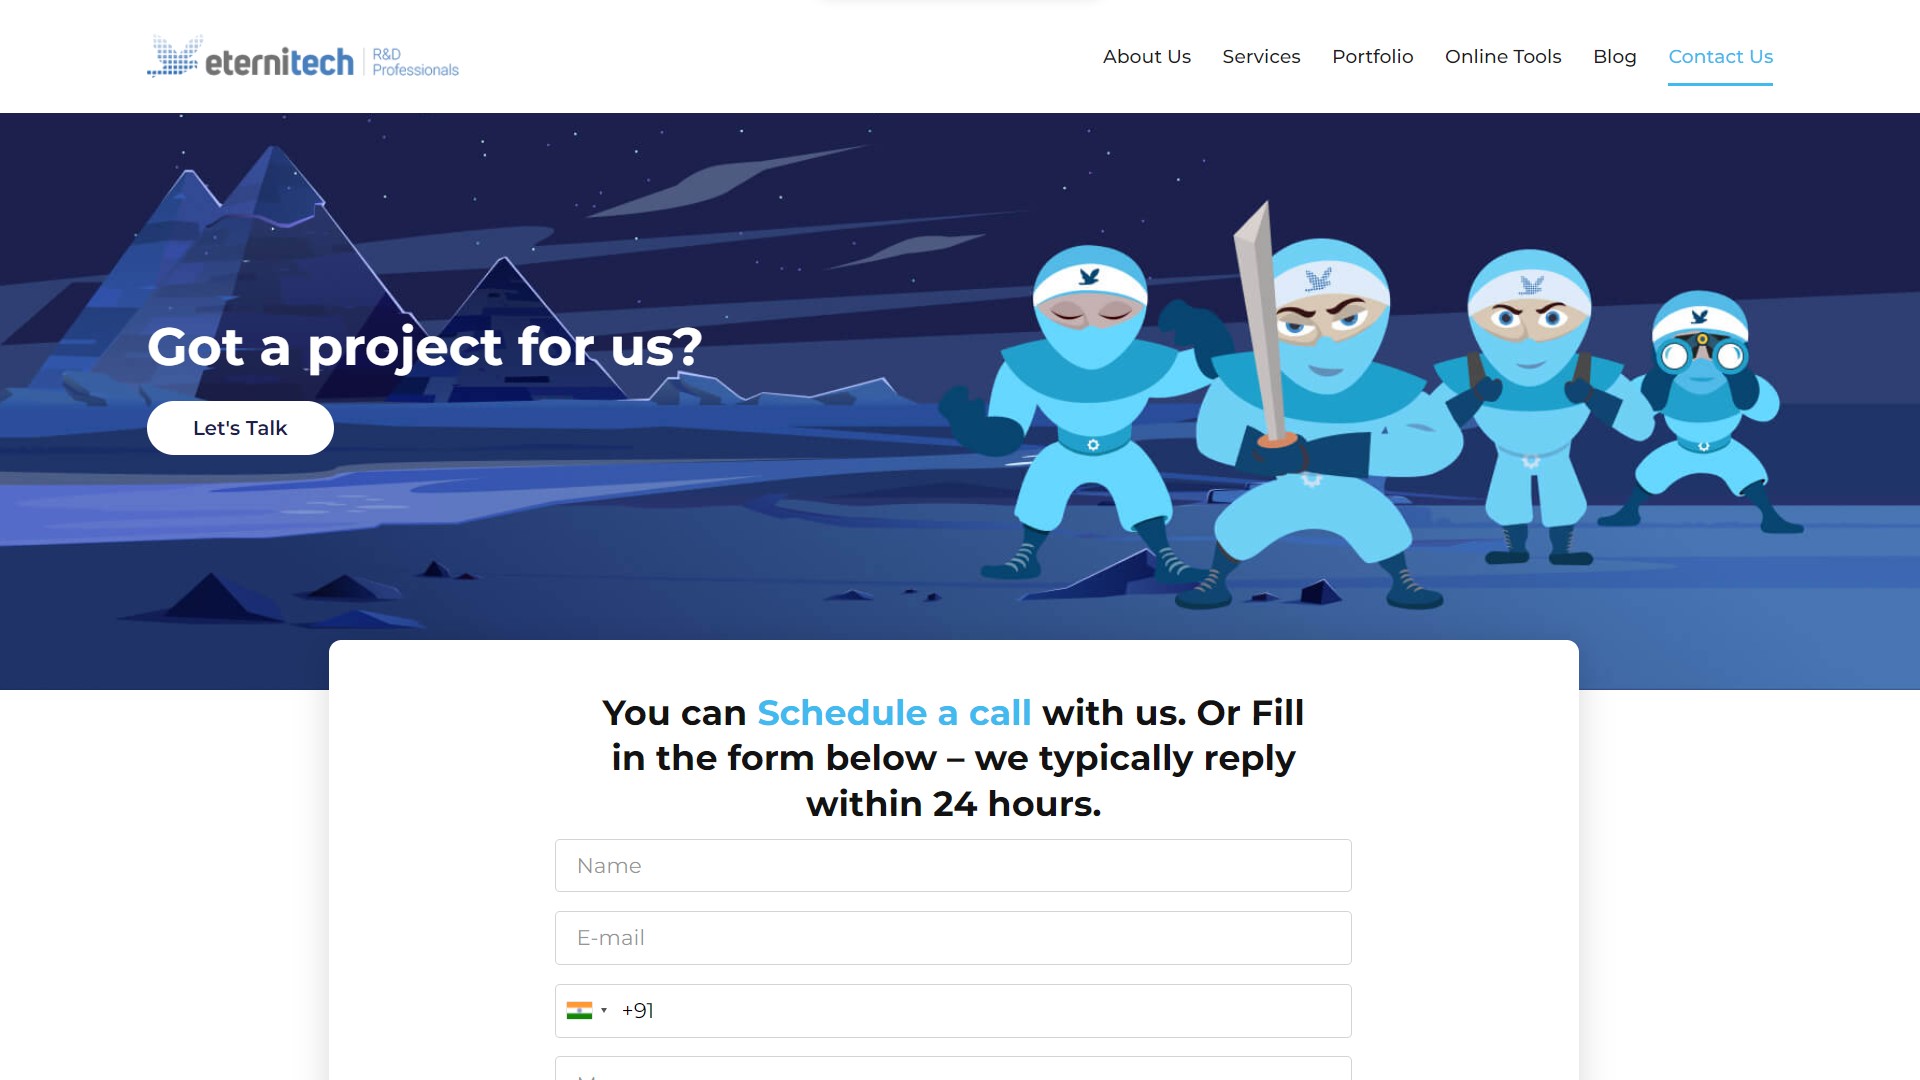 eternitech
R&D
Professionals
About Us
Services
Portfolio
Online Tools
Blog
Contact Us
Got a project for us?
Let's Talk
You can Schedule a call with us. Or Fill
in the form below – we typically reply
within 24 hours.
Name
E-mail
+91